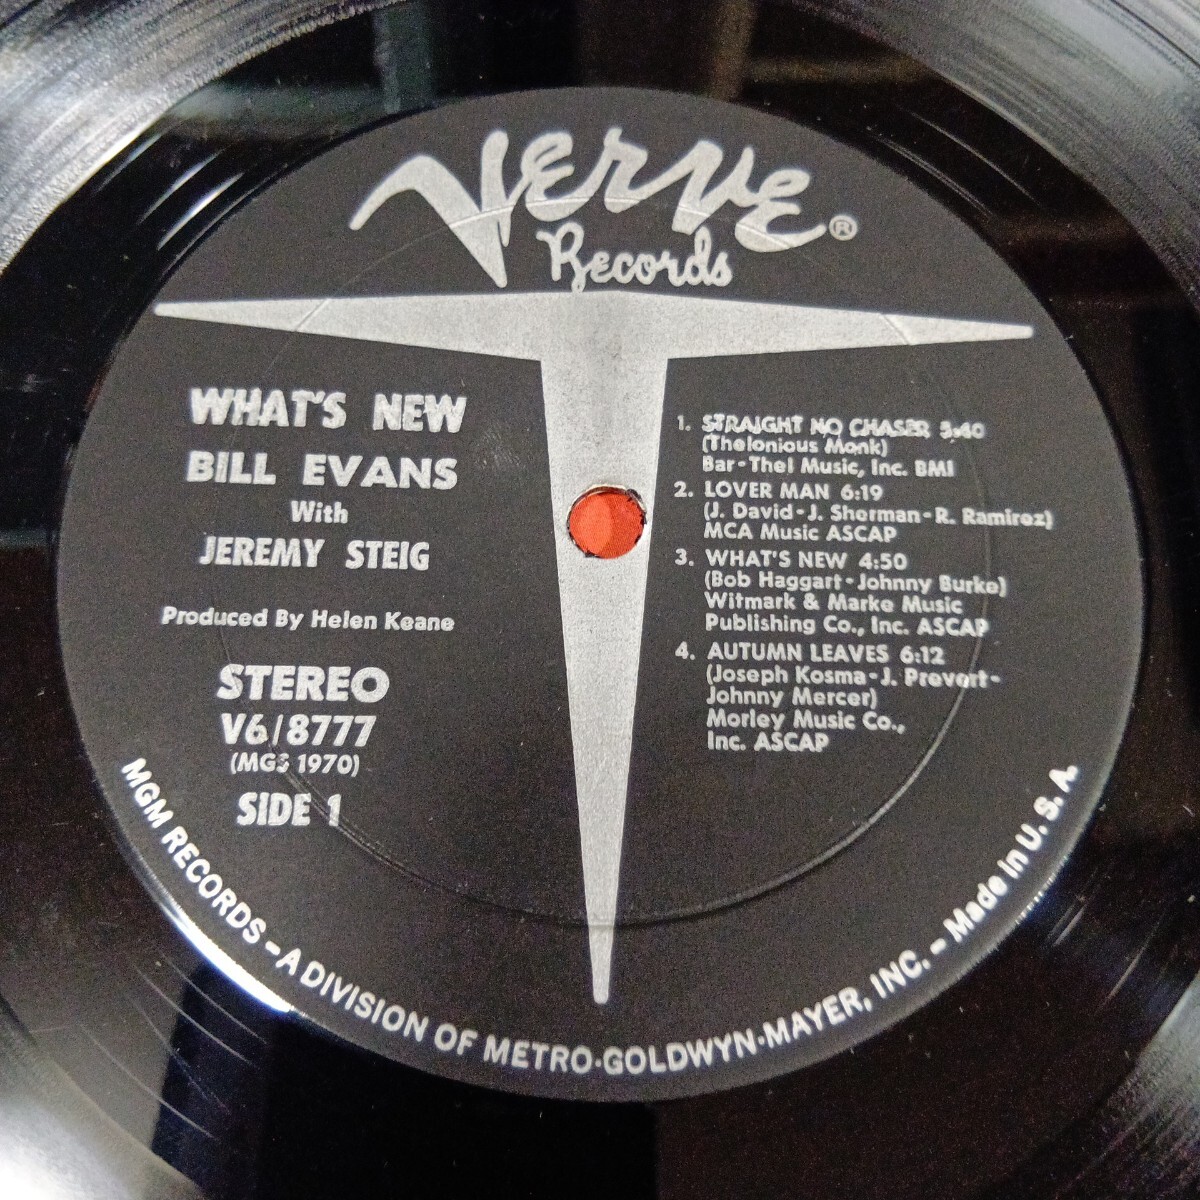 Verve®
Records
WHAT'S NEW
BILL EVANS
With
JEREMY STEIG
Produced By Helen Keane
STEREO
V6/8777
(MGS 1970)
SIDE 1
1. STRAIGHT NO CHASER 5:40
(Thelonious Monk)
Bar-Thel Music, Inc. BMI
2. LOVER MAN 6:19
(J. David-J. Sherman-R. Ramirez)
MCA Music ASCAP
3. WHAT'S NEW 4:50
(Bob Haggart-Johnny Burke)
Witmark & Marke Music
Publishing Co., Inc. ASCAP
4. AUTUMN LEAVES 6:12
(Joseph Kosma-J. Prevert-
Johnny Mercer)
Morley Music Co.,
Inc. ASCAP
MGM RECORDS – A DIVISION OF METRO-GOLDWYN-MAYER, INC. – Made in U. S. A.